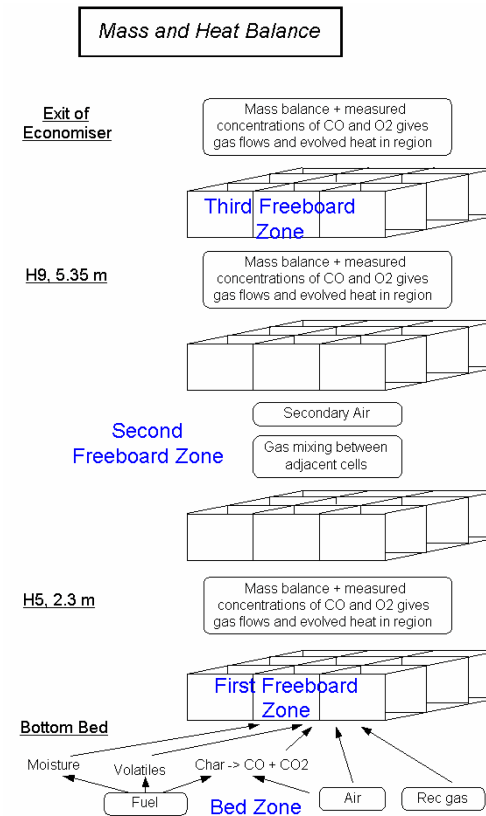 Mass and Heat Balance
Exit of
Economiser
Mass balance + measured
concentrations of CO and O2 gives
gas flows and evolved heat in region
Third Freeboard
Zone
H9, 5.35 m
Mass balance + measured
concentrations of CO and O2 gives
gas flows and evolved heat in region
Secondary Air
Second
Freeboard Zone
Gas mixing between
adjacent cells
H5, 2.3 m
Mass balance + measured
concentrations of CO and O2 gives
gas flows and evolved heat in region
First Freeboard
Zone
Bottom Bed
Moisture
Volatiles
Char -> CO + CO2
Fuel
Bed Zone
Air
Rec gas